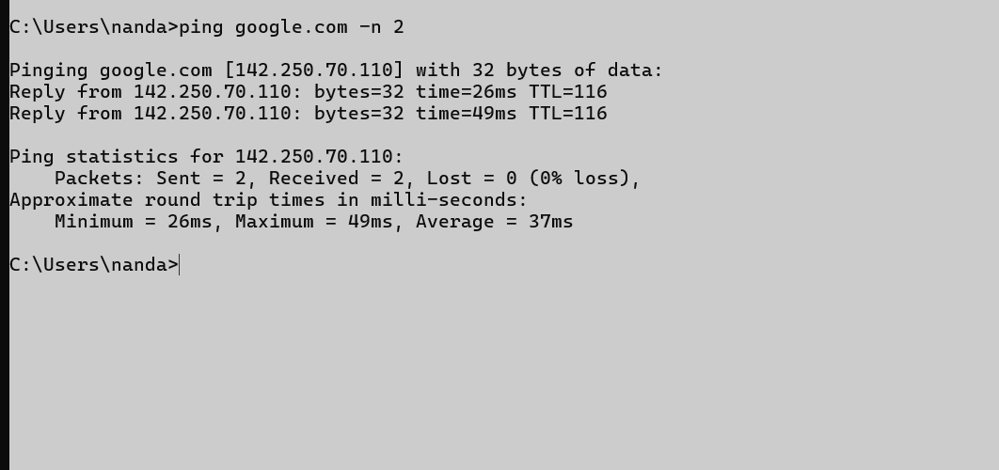 C:\Users\nanda>ping google.com -n 2
Pinging google.com [142.250.70.110] with 32 bytes of data:
Reply from 142.250.70.110: bytes=32 time=26ms TTL=116
Reply from 142.250.70.110: bytes=32 time=49ms TTL=116
Ping statistics for 142.250.70.110:
    Packets: Sent = 2, Received = 2, Lost = 0 (0% loss),
Approximate round trip times in milli-seconds:
    Minimum = 26ms, Maximum = 49ms, Average = 37ms
C:\Users\nanda>